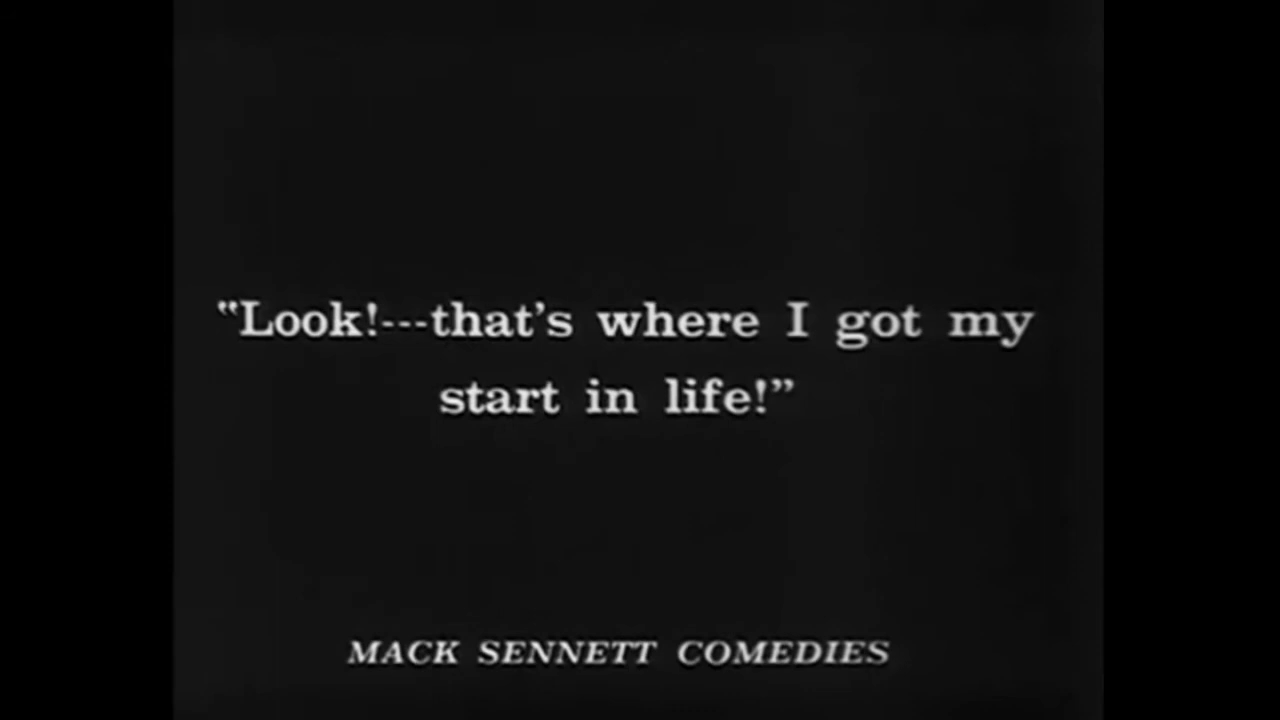 "Look!---that's where I got my
start in life!"
MACK SENNETT COMEDIES